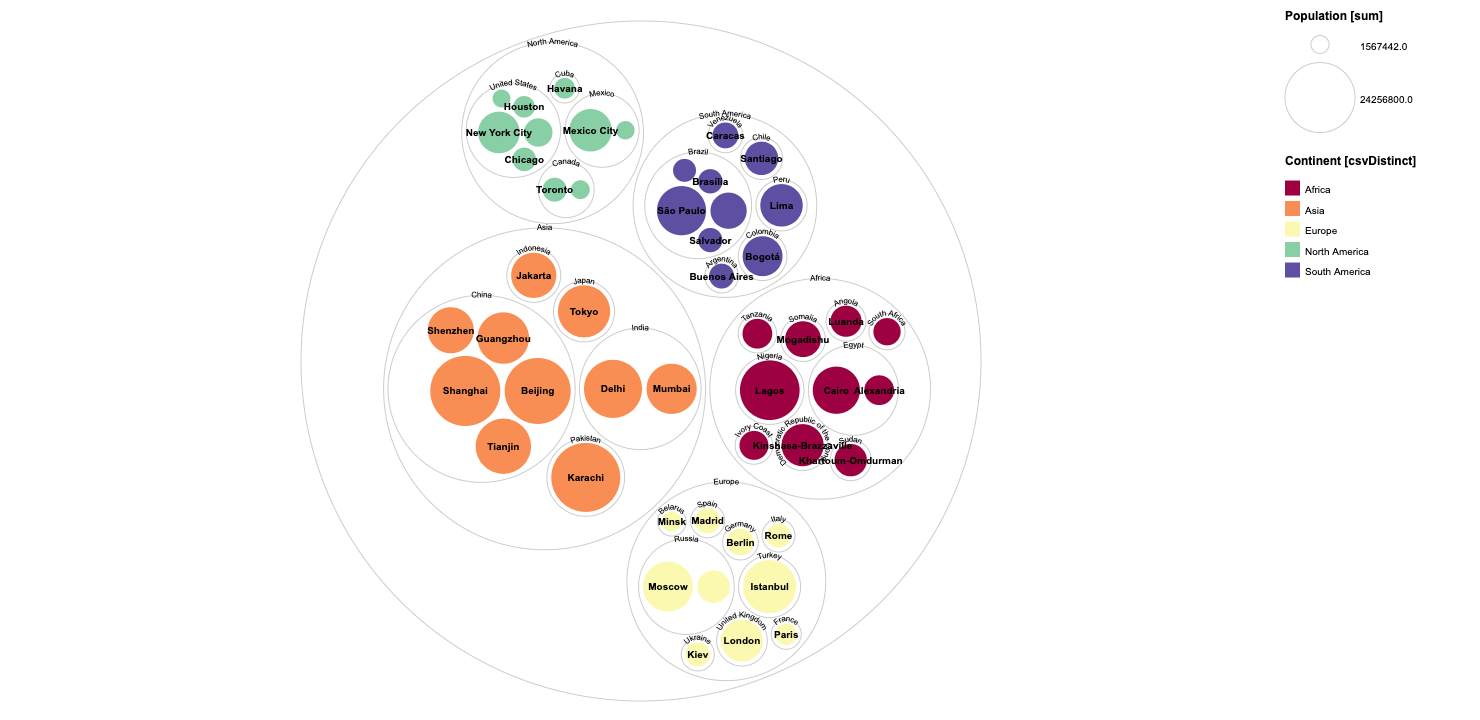 Population [sum]
1567442.0
24256800.0
Continent [csvDistinct]
Africa
Asia
Europe
North America
South America
North America
Cuba
Havana
United States
Houston
New York City
Chicago
Mexico
Mexico City
Canada
Toronto
South America
Venezuela
Caracas
Chile
Santiago
Brazil
Brasília
São Paulo
Salvador
Peru
Lima
Colombia
Bogotá
Argentina
Buenos Aires
Asia
Indonesia
Jakarta
Japan
Tokyo
China
Shenzhen
Guangzhou
Shanghai
Beijing
Tianjin
India
Delhi
Mumbai
Pakistan
Karachi
Africa
Tanzania
Somalia
Mogadishu
Angola
Luanda
South Africa
Nigeria
Lagos
Egypt
Cairo
Alexandria
Ivory Coast
Democratic Republic of the
Kinshasa-Brazzaville
Sudan
Khartoum-Omdurman
Europe
Belarus
Minsk
Spain
Madrid
Germany
Berlin
Italy
Rome
Russia
Moscow
Turkey
Istanbul
United Kingdom
London
France
Paris
Ukraine
Kiev